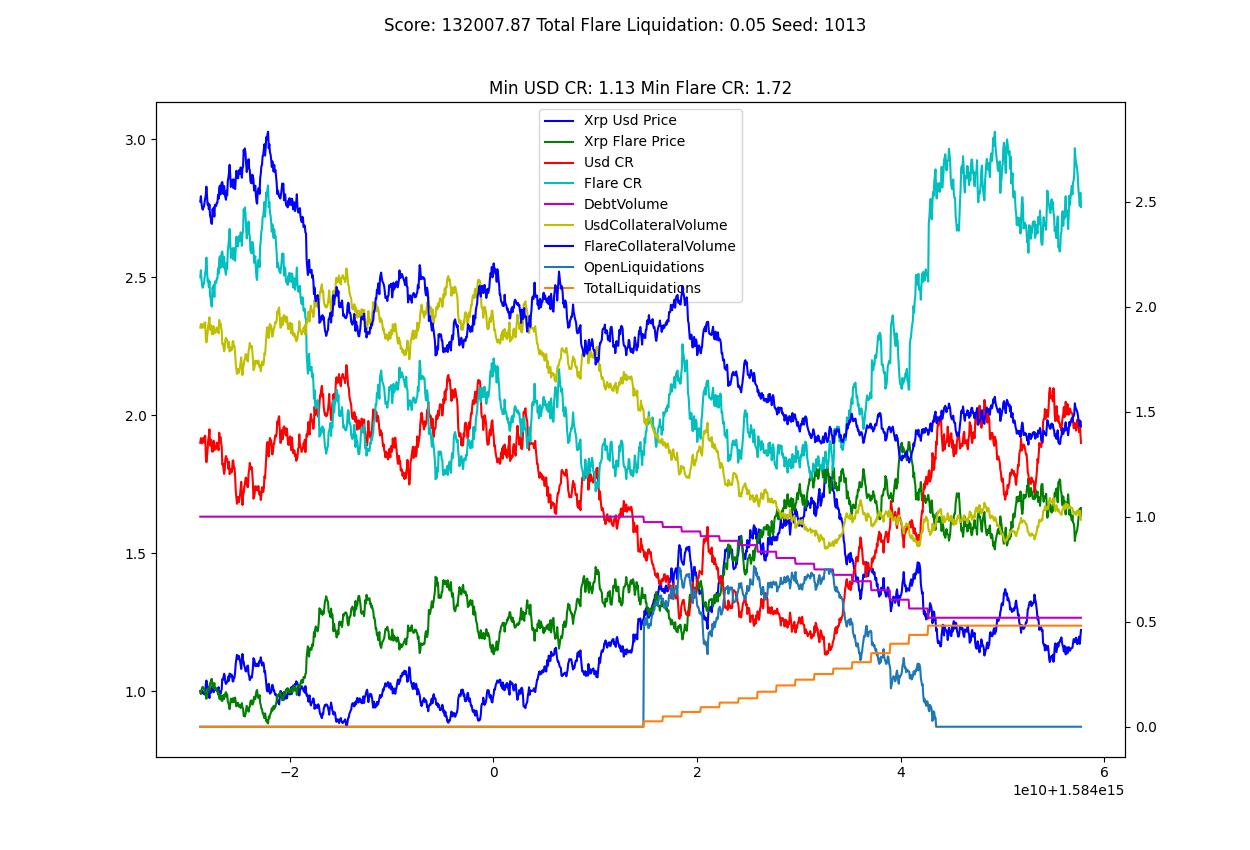 Score: 132007.87 Total Flare Liquidation: 0.05 Seed: 1013
Min USD CR: 1.13 Min Flare CR: 1.72
Xrp Usd Price
Xrp Flare Price
Usd CR
Flare CR
DebtVolume
UsdCollateralVolume
FlareCollateralVolume
OpenLiquidations
TotalLiquidations
3.0
2.5
2.0
1.5
1.0
2.5
2.0
1.5
1.0
0.5
0.0
−2 0 2 4 6
1e10+1.584e15